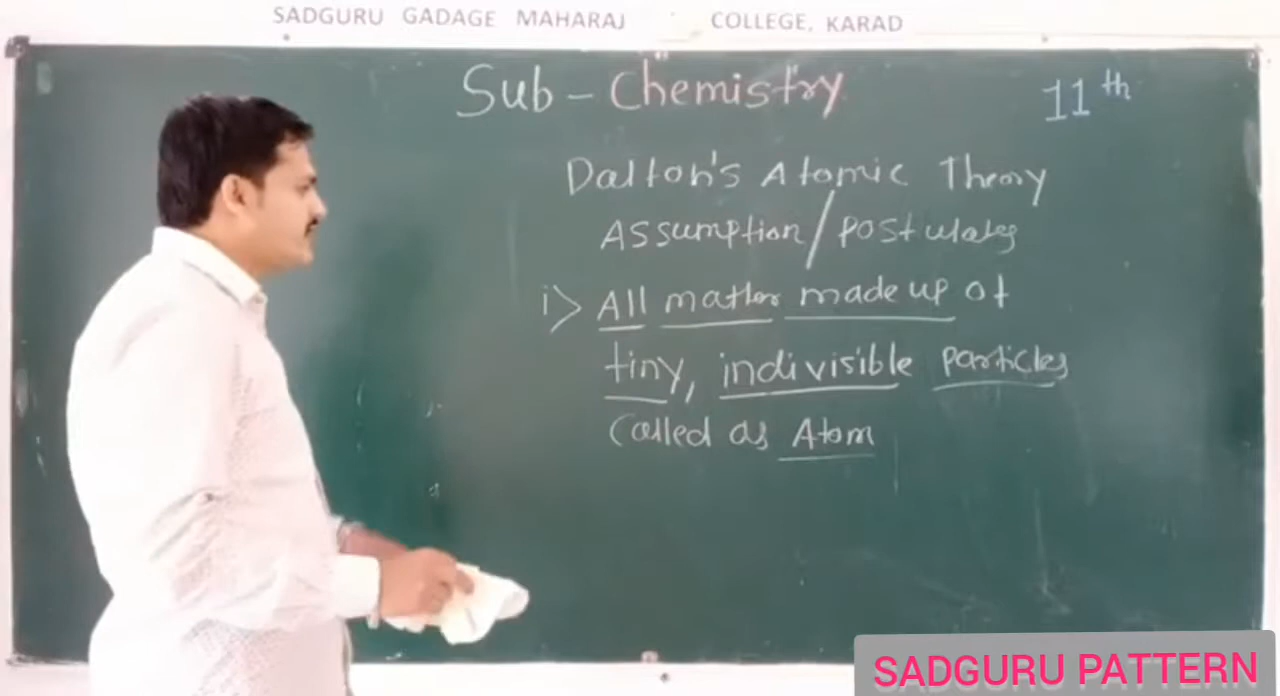 SADGURU GADAGE MAHARAJ COLLEGE, KARAD
Sub - Chemistry 11th
Dalton's Atomic Theory
Assumption / postulates
i> All matter made up of
tiny, indivisible particles
called as Atom
SADGURU PATTERN